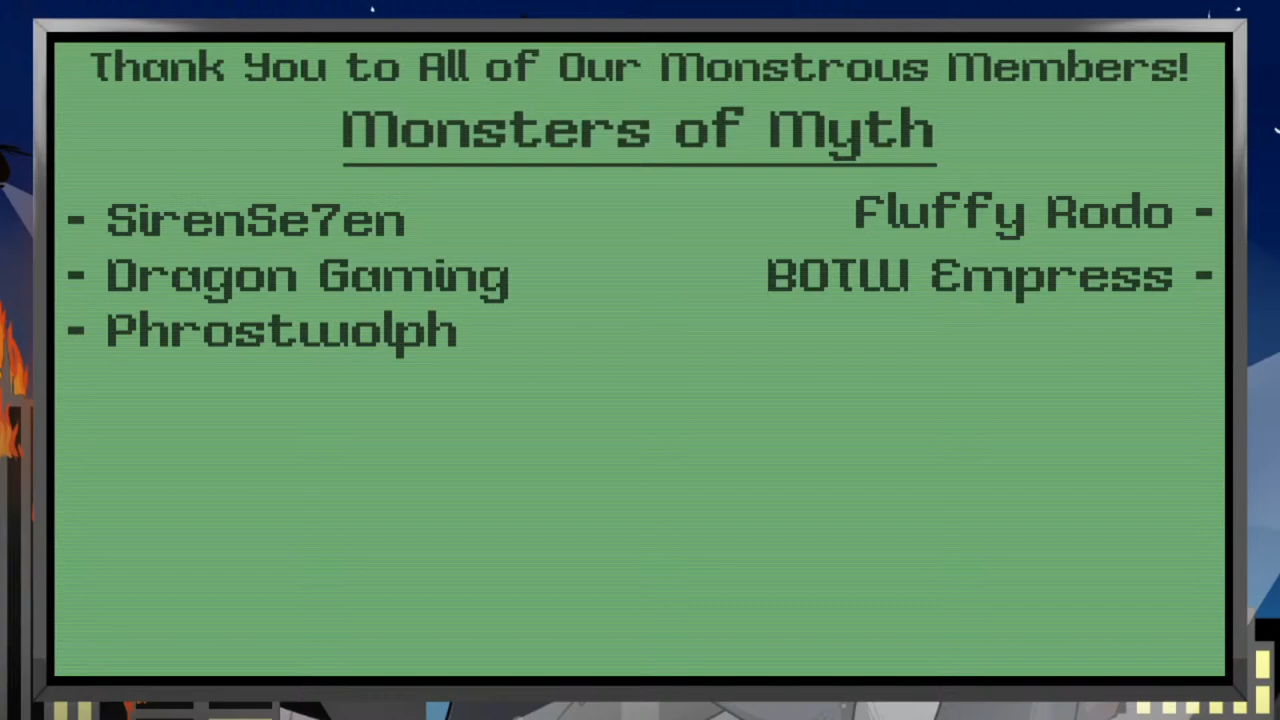 Thank You to All of Our Monstrous Members!
Monsters of Myth
- SirenSe7en
- Dragon Gaming
- Phrostwolph
Fluffy Rodo -
BOTW Empress -